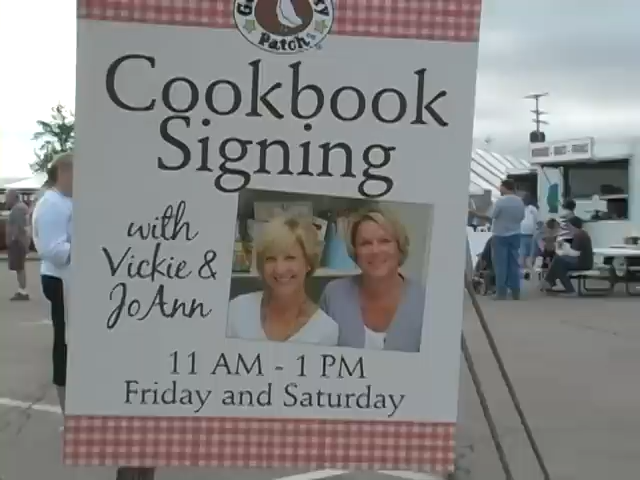 Patch
Cookbook
Signing
with
Vickie &
JoAnn
11 AM - 1 PM
Friday and Saturday